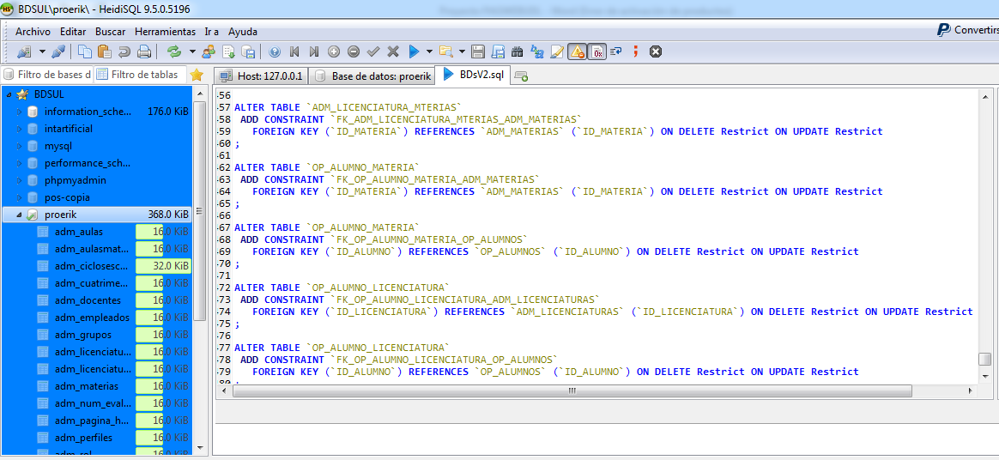 BDSUL\proerik\ - HeidiSQL 9.5.0.5196
Archivo Editar Buscar Herramientas Ir a Ayuda
Convertirs
Filtro de bases d
Filtro de tablas
Host: 127.0.0.1
Base de datos: proerik
BDsV2.sql
BDSUL
information_sche... 176.0 KiB
intartificial
mysql
performance_sch...
phpmyadmin
pos-copia
proerik 368.0 KiB
adm_aulas 16.0 KiB
adm_aulasmat... 16.0 KiB
adm_ciclosesc... 32.0 KiB
adm_cuatrime... 16.0 KiB
adm_docentes 16.0 KiB
adm_empleados 16.0 KiB
adm_grupos 16.0 KiB
adm_licenciatu... 16.0 KiB
adm_licenciatu... 16.0 KiB
adm_materias 16.0 KiB
adm_num_eval... 16.0 KiB
adm_pagina_h... 16.0 KiB
adm_perfiles 16.0 KiB
adm_rol 16.0 KiB
56
57 ALTER TABLE `ADM_LICENCIATURA_MTERIAS`
58 ADD CONSTRAINT `FK_ADM_LICENCIATURA_MTERIAS_ADM_MATERIAS`
59 FOREIGN KEY (`ID_MATERIA`) REFERENCES `ADM_MATERIAS` (`ID_MATERIA`) ON DELETE Restrict ON UPDATE Restrict
60 ;
61
62 ALTER TABLE `OP_ALUMNO_MATERIA`
63 ADD CONSTRAINT `FK_OP_ALUMNO_MATERIA_ADM_MATERIAS`
64 FOREIGN KEY (`ID_MATERIA`) REFERENCES `ADM_MATERIAS` (`ID_MATERIA`) ON DELETE Restrict ON UPDATE Restrict
65 ;
66
67 ALTER TABLE `OP_ALUMNO_MATERIA`
68 ADD CONSTRAINT `FK_OP_ALUMNO_MATERIA_OP_ALUMNOS`
69 FOREIGN KEY (`ID_ALUMNO`) REFERENCES `OP_ALUMNOS` (`ID_ALUMNO`) ON DELETE Restrict ON UPDATE Restrict
70 ;
71
72 ALTER TABLE `OP_ALUMNO_LICENCIATURA`
73 ADD CONSTRAINT `FK_OP_ALUMNO_LICENCIATURA_ADM_LICENCIATURAS`
74 FOREIGN KEY (`ID_LICENCIATURA`) REFERENCES `ADM_LICENCIATURAS` (`ID_LICENCIATURA`) ON DELETE Restrict ON UPDATE Restrict
75 ;
76
77 ALTER TABLE `OP_ALUMNO_LICENCIATURA`
78 ADD CONSTRAINT `FK_OP_ALUMNO_LICENCIATURA_OP_ALUMNOS`
79 FOREIGN KEY (`ID_ALUMNO`) REFERENCES `OP_ALUMNOS` (`ID_ALUMNO`) ON DELETE Restrict ON UPDATE Restrict
80 ;